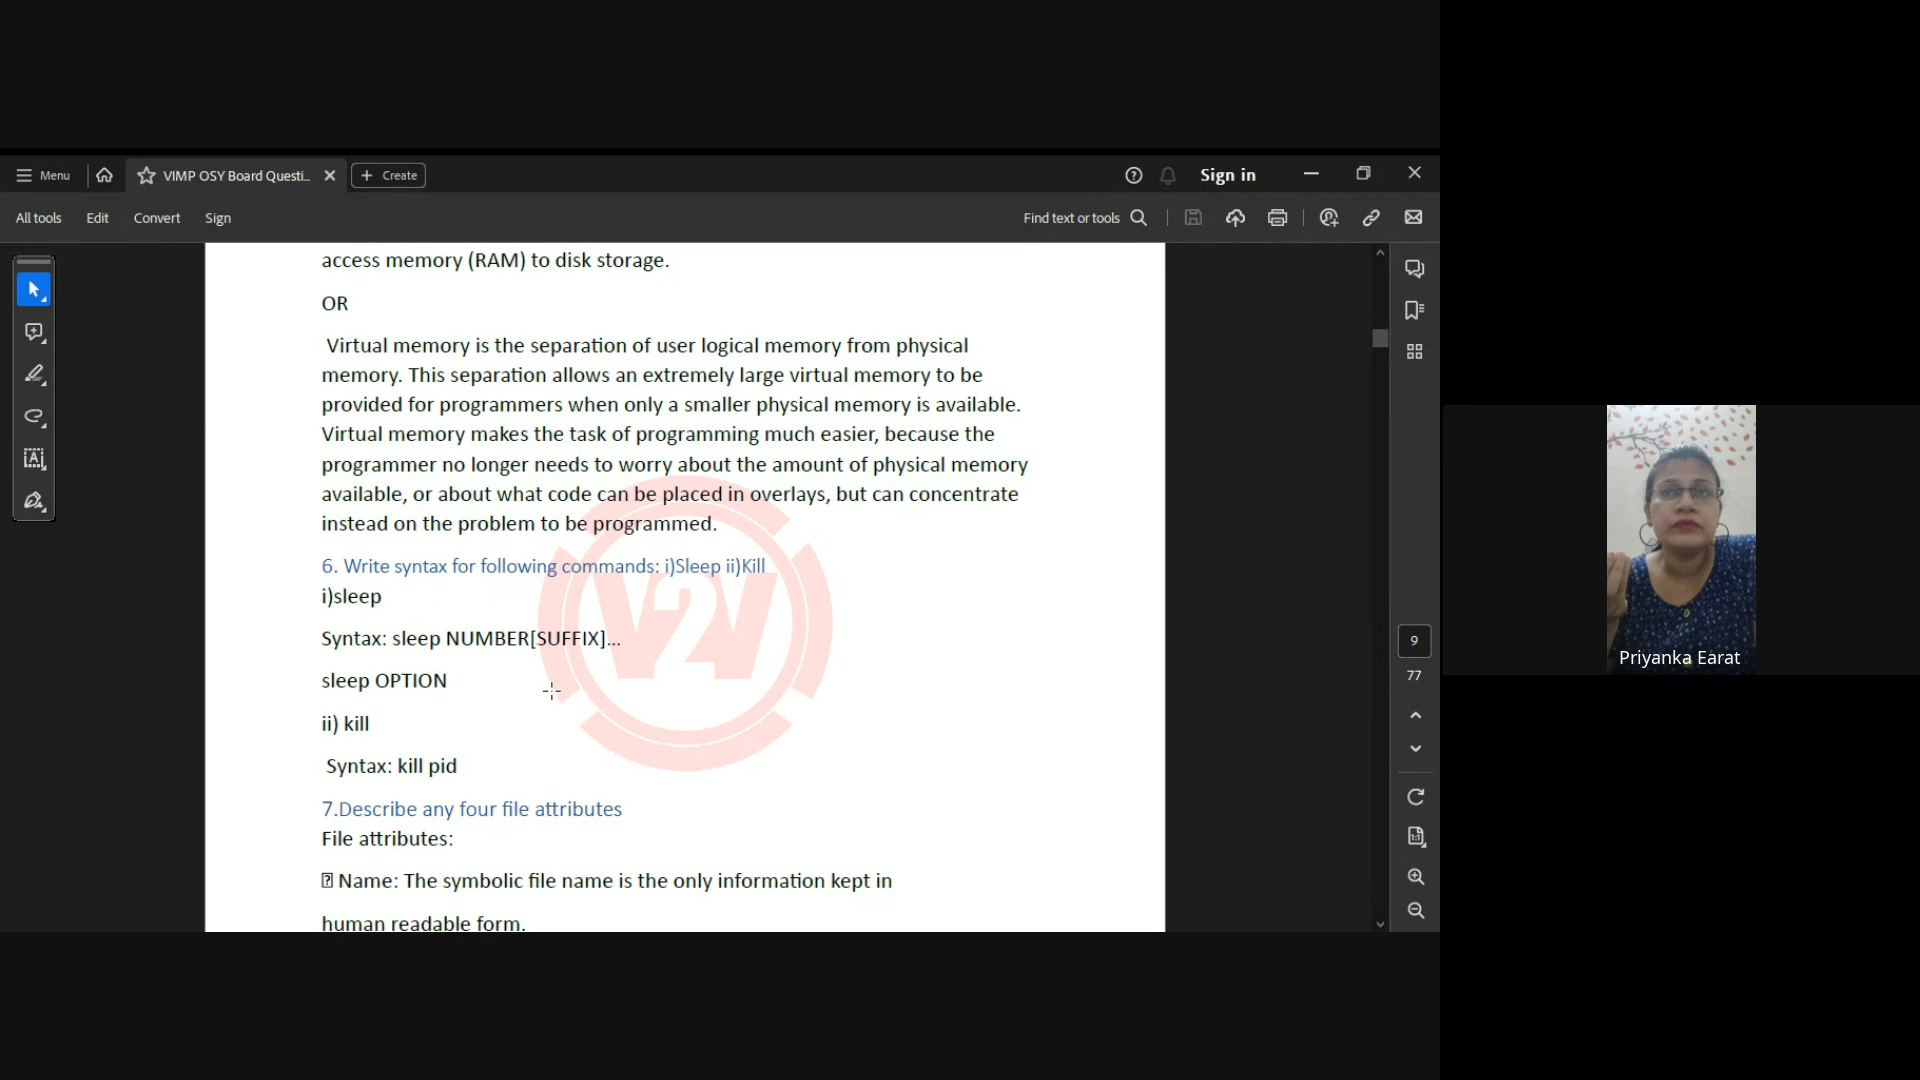 Menu
VIMP OSY Board Questi...
Create
Sign in
All tools
Edit
Convert
Sign
Find text or tools
access memory (RAM) to disk storage.
OR
Virtual memory is the separation of user logical memory from physical
memory. This separation allows an extremely large virtual memory to be
provided for programmers when only a smaller physical memory is available.
Virtual memory makes the task of programming much easier, because the
programmer no longer needs to worry about the amount of physical memory
available, or about what code can be placed in overlays, but can concentrate
instead on the problem to be programmed.
6. Write syntax for following commands: i)Sleep ii)Kill
i)sleep
Syntax: sleep NUMBER[SUFFIX]...
sleep OPTION
ii) kill
Syntax: kill pid
7.Describe any four file attributes
File attributes:
Name: The symbolic file name is the only information kept in
human readable form.
V2V
9
77
Priyanka Earat